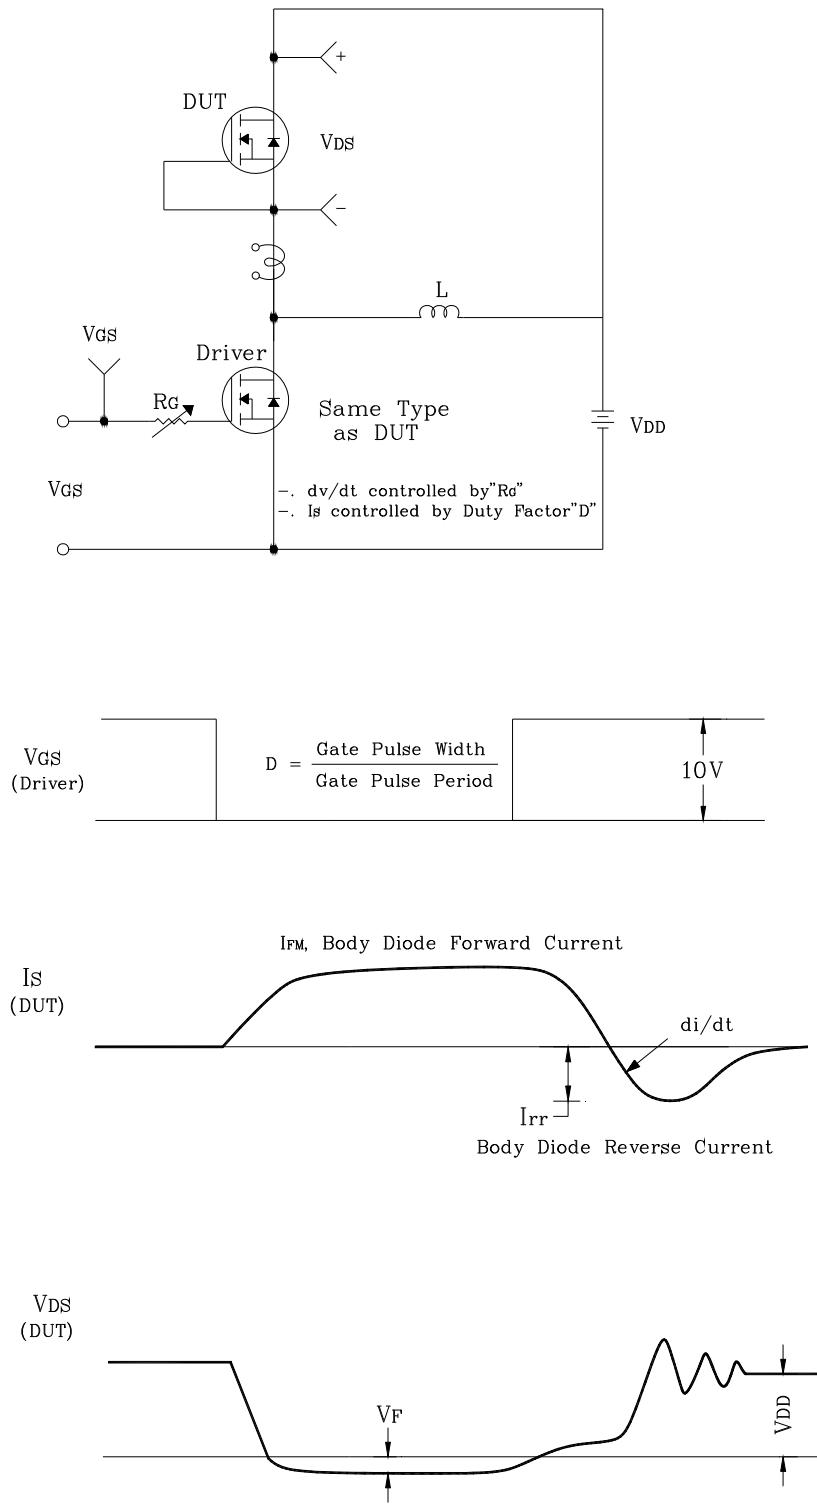 +
DUT
VDS
−
L
VGS
Driver
RG
Same Type
as DUT
VDD
VGS
−. dv/dt controlled by"RG"
−. Is controlled by Duty Factor"D"
VGS
(Driver)
D = Gate Pulse Width
Gate Pulse Period
10V
IFM, Body Diode Forward Current
IS
(DUT)
di/dt
Irr
Body Diode Reverse Current
VDS
(DUT)
VF
VDD